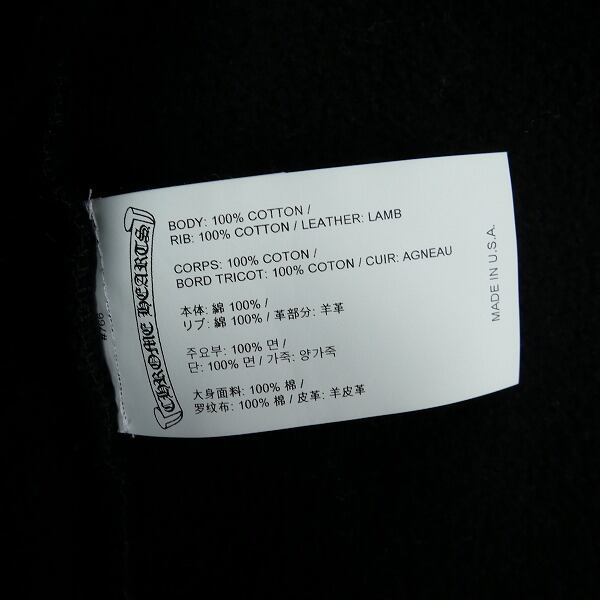 CHROME HEARTS
BODY: 100% COTTON /
RIB: 100% COTTON / LEATHER: LAMB
CORPS: 100% COTON /
BORD TRICOT: 100% COTON / CUIR: AGNEAU
本体: 綿 100% /
リブ: 綿 100% / 革部分: 羊革
주요부: 100% 면 /
단: 100% 면 / 가죽: 양가죽
大身面料: 100% 棉 /
罗纹布: 100% 棉 / 皮革: 羊皮革
MADE IN U.S.A.